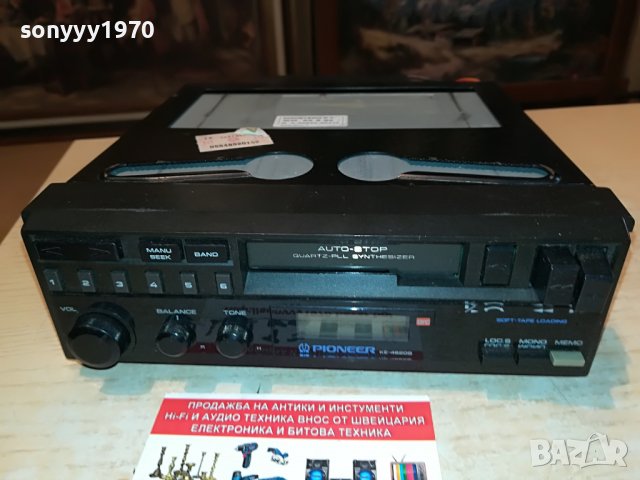 sonyyy1970
AUTO-STOP
QUARTZ-PLL SYNTHESIZER
MANU SEEK
BAND
1 2 3 4 5 6
VOL
BALANCE
TONE
R
SOFT-TAPE LOADING
PIONEER
LOC S
MONO
MEMO
ПРОДАЖБА НА АНТИКИ И ИНСТУМЕНТИ
Hi-Fi И АУДИО ТЕХНИКА ВНОС ОТ ШВЕЙЦАРИЯ
ЕЛЕКТРОНИКА И БИТОВА ТЕХНИКА
BAZAR